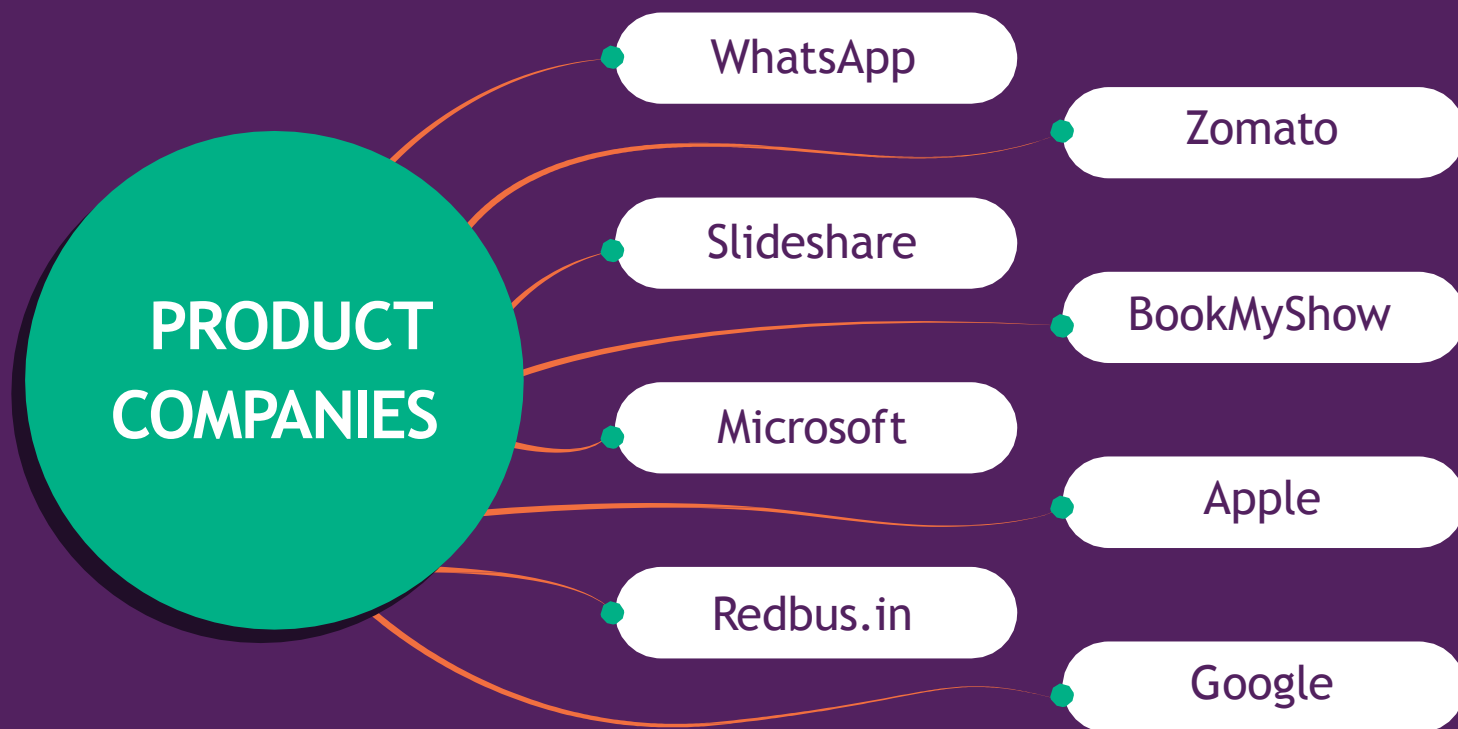 PRODUCT
COMPANIES
WhatsApp
Zomato
Slideshare
BookMyShow
Microsoft
Apple
Redbus.in
Google